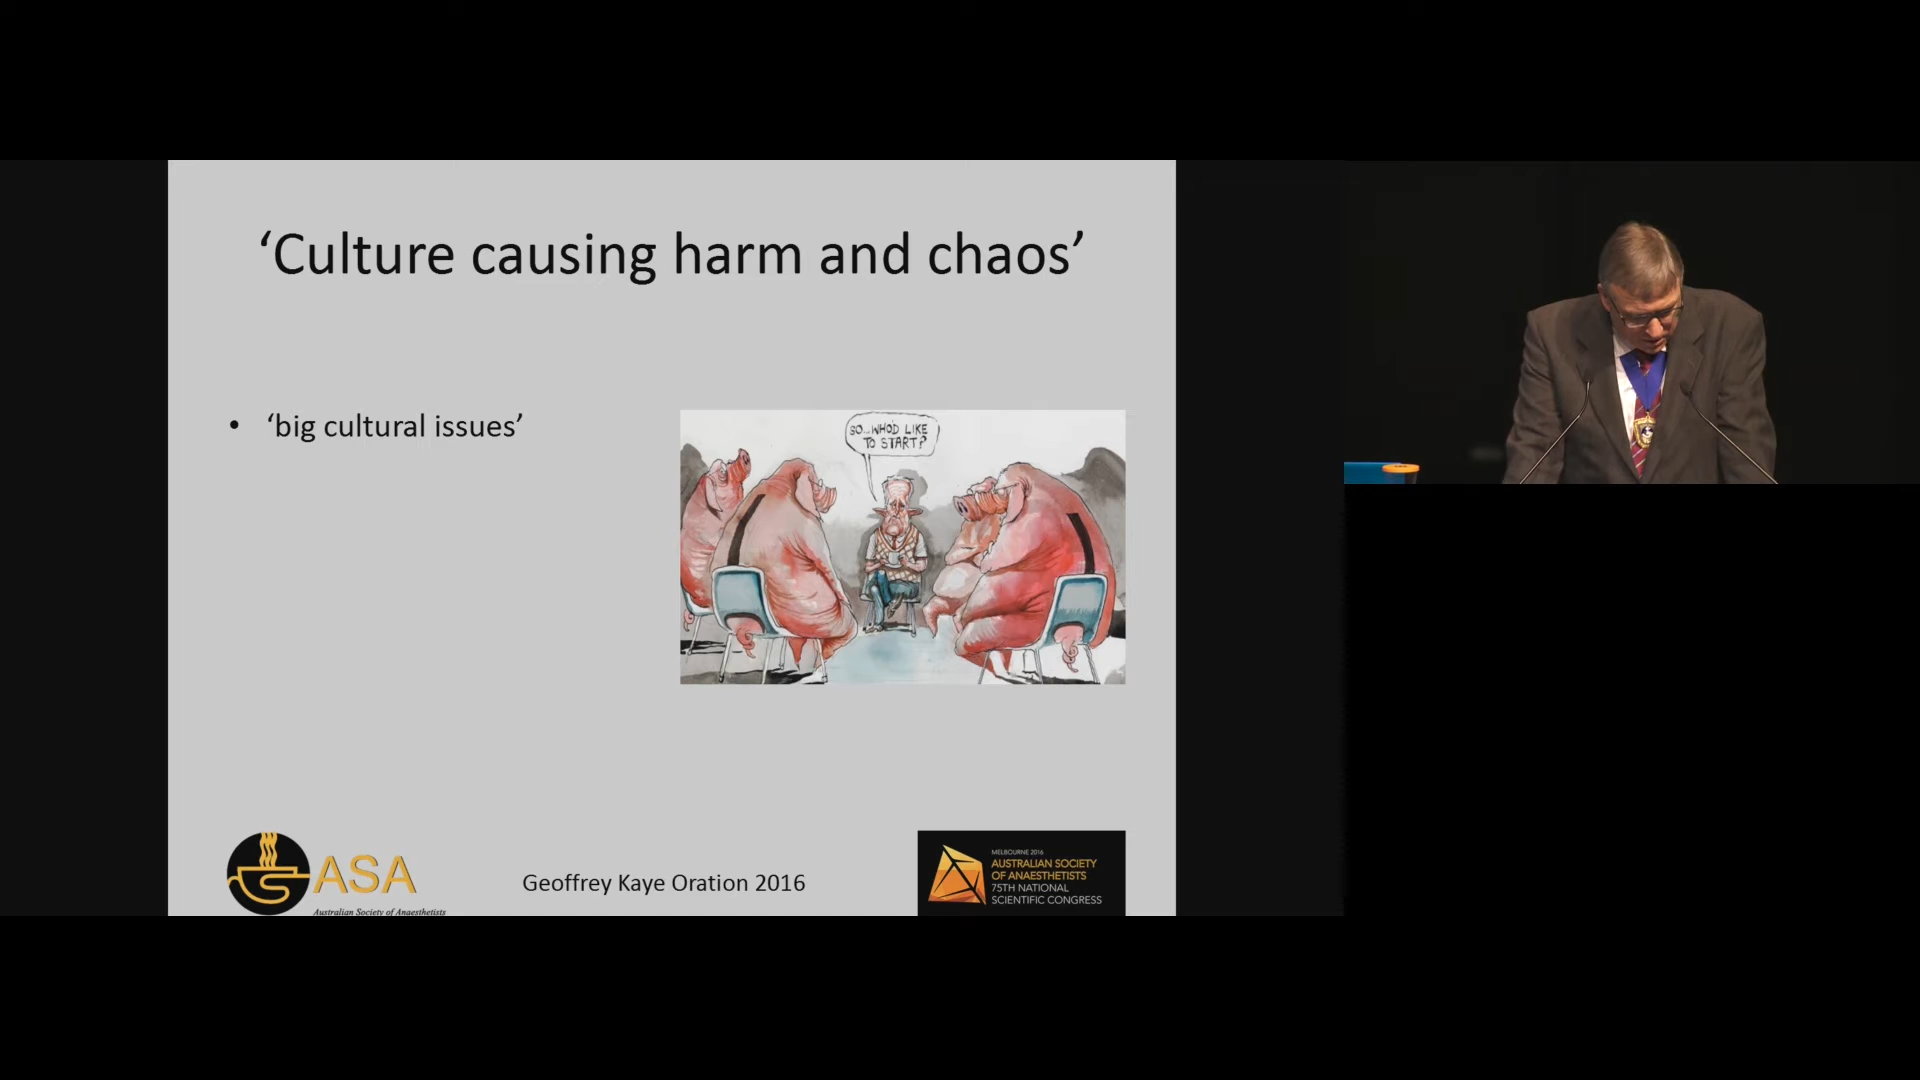 ‘Culture causing harm and chaos’
• ‘big cultural issues’
SO...WHO'D LIKE
TO START?
ASA
Australian Society of Anaesthetists
Geoffrey Kaye Oration 2016
MELBOURNE 2016
AUSTRALIAN SOCIETY
OF ANAESTHETISTS
75TH NATIONAL
SCIENTIFIC CONGRESS